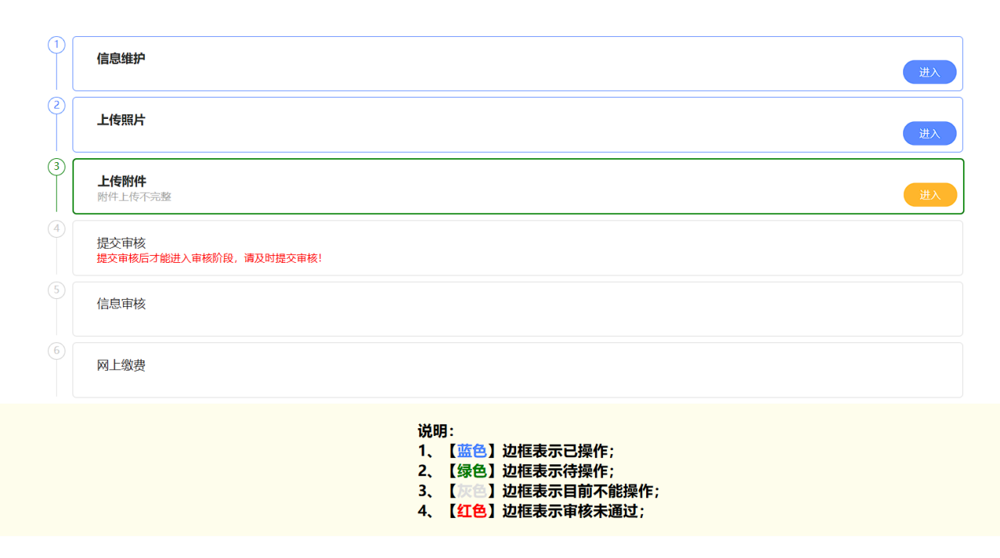 1
信息维护
进入
2
上传照片
进入
3
上传附件
附件上传不完整
进入
4
提交审核
提交审核后才能进入审核阶段，请及时提交审核！
5
信息审核
6
网上缴费
说明：
1、【蓝色】边框表示已操作；
2、【绿色】边框表示待操作；
3、【灰色】边框表示目前不能操作；
4、【红色】边框表示审核未通过；